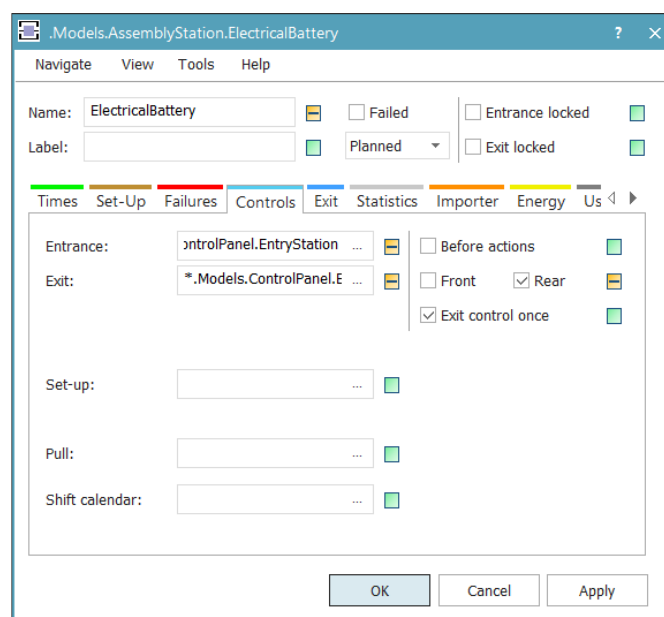 .Models.AssemblyStation.ElectricalBattery ? ×
Navigate View Tools Help
Name: ElectricalBattery Failed Entrance locked
Label: Planned Exit locked
Times Set-Up Failures Controls Exit Statistics Importer Energy Us
Entrance: ontrolPanel.EntryStation ... Before actions
Exit: *.Models.ControlPanel.E ... Front Rear
Exit control once
Set-up: ...
Pull: ...
Shift calendar: ...
OK Cancel Apply